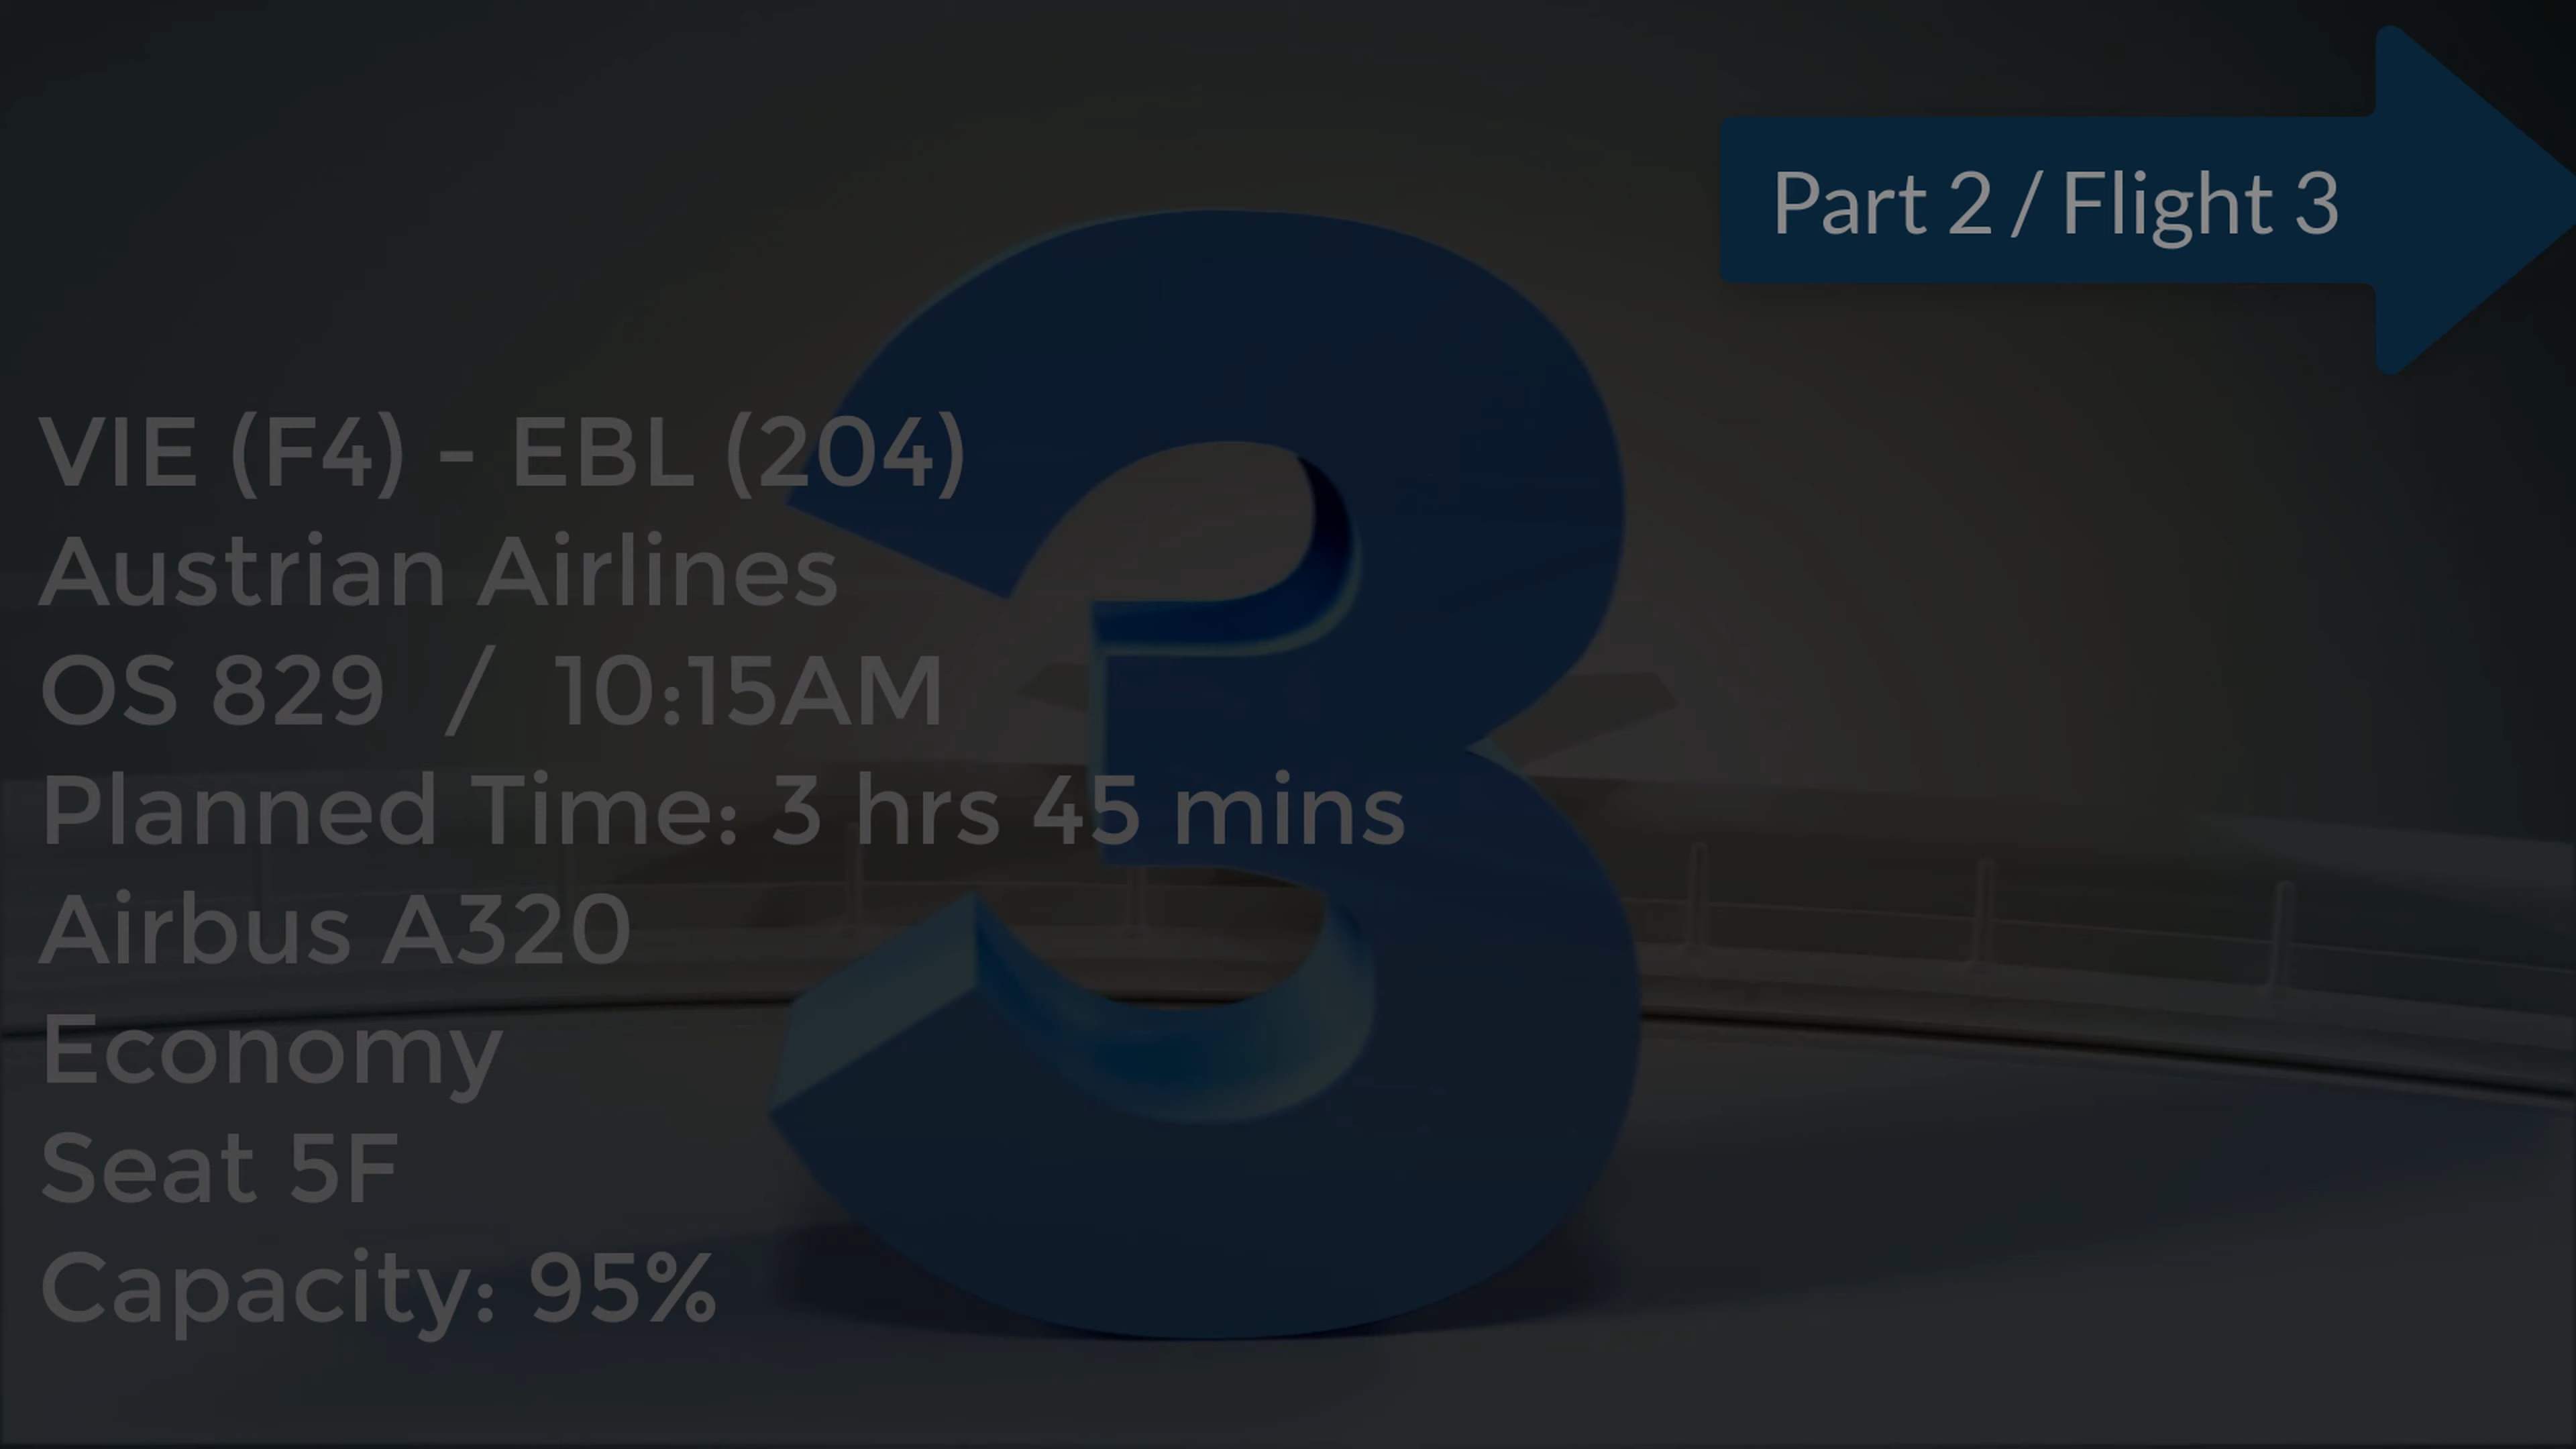 Part 2 / Flight 3
VIE (F4) - EBL (204)
Austrian Airlines
OS 829 / 10:15AM
Planned Time: 3 hrs 45 mins
Airbus A320
Economy
Seat 5F
Capacity: 95%
3